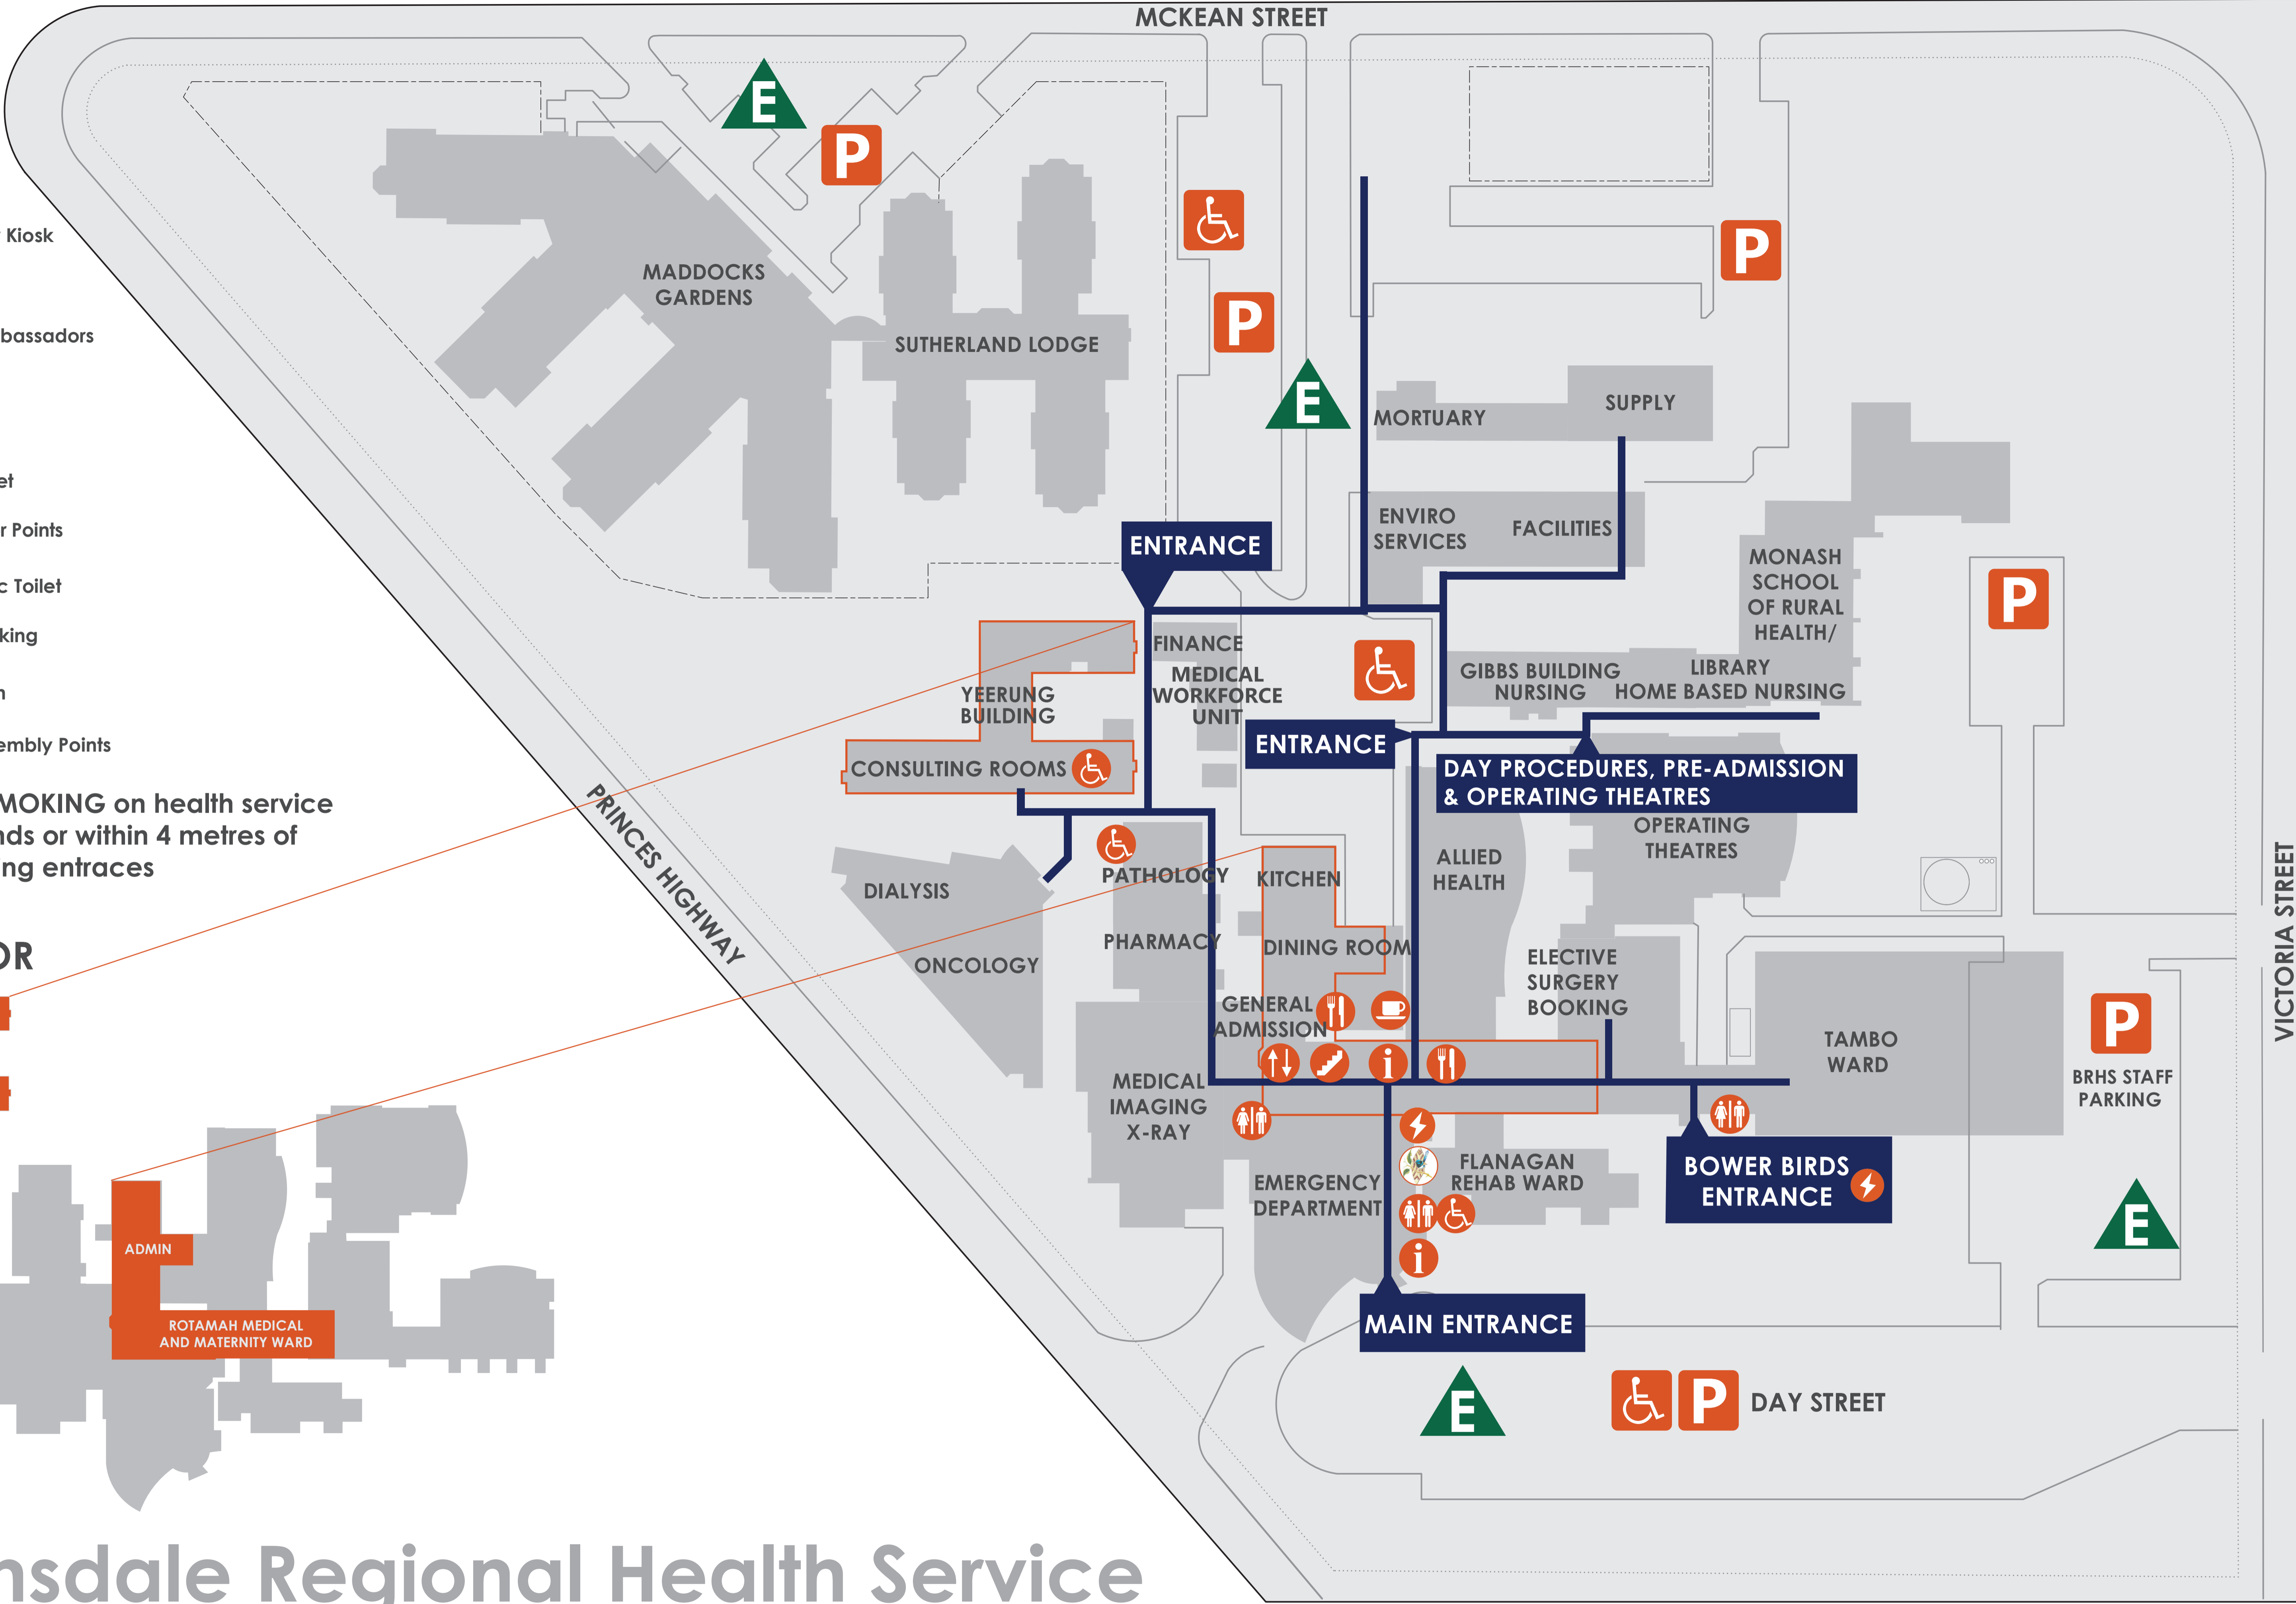 MCKEAN STREET
E
P
Kiosk
P
P
MADDOCKS
GARDENS
bassadors
SUTHERLAND LODGE
E
SUPPLY
MORTUARY
et
r Points
ENVIRO
SERVICES
FACILITIES
ENTRANCE
MONASH
SCHOOL
OF RURAL
HEALTH/
c Toilet
P
king
FINANCE
MEDICAL
WORKFORCE
UNIT
GIBBS BUILDING
NURSING
LIBRARY
HOME BASED NURSING
n
YEERUNG
BUILDING
embly Points
ENTRANCE
CONSULTING ROOMS
DAY PROCEDURES, PRE-ADMISSION
& OPERATING THEATRES
MOKING on health service
nds or within 4 metres of
ing entraces
PRINCES HIGHWAY
OPERATING
THEATRES
DIALYSIS
PATHOLOGY
KITCHEN
ALLIED
HEALTH
VICTORIA STREET
OR
ONCOLOGY
PHARMACY
DINING ROOM
ELECTIVE
SURGERY
BOOKING
GENERAL
ADMISSION
i
P
TAMBO
WARD
MEDICAL
IMAGING
X-RAY
BRHS STAFF
PARKING
EMERGENCY
DEPARTMENT
FLANAGAN
REHAB WARD
BOWER BIRDS
ENTRANCE
i
E
ADMIN
ROTAMAH MEDICAL
AND MATERNITY WARD
MAIN ENTRANCE
E
P
DAY STREET
nsdale Regional Health Service